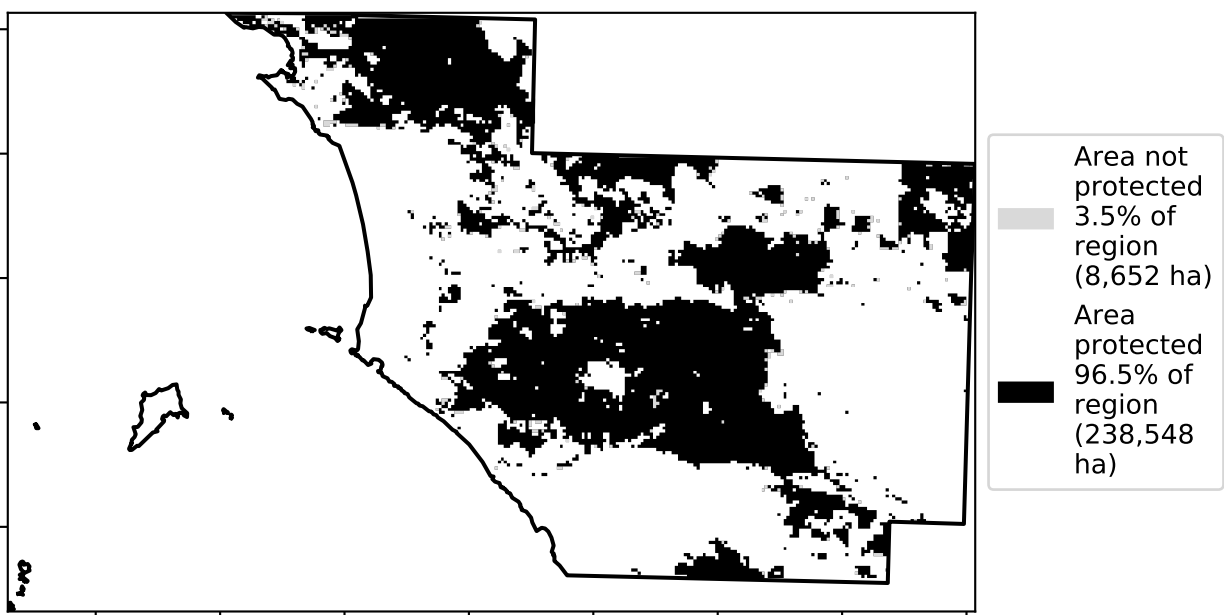 Area not
protected
3.5% of
region
(8,652 ha)
Area
protected
96.5% of
region
(238,548
ha)